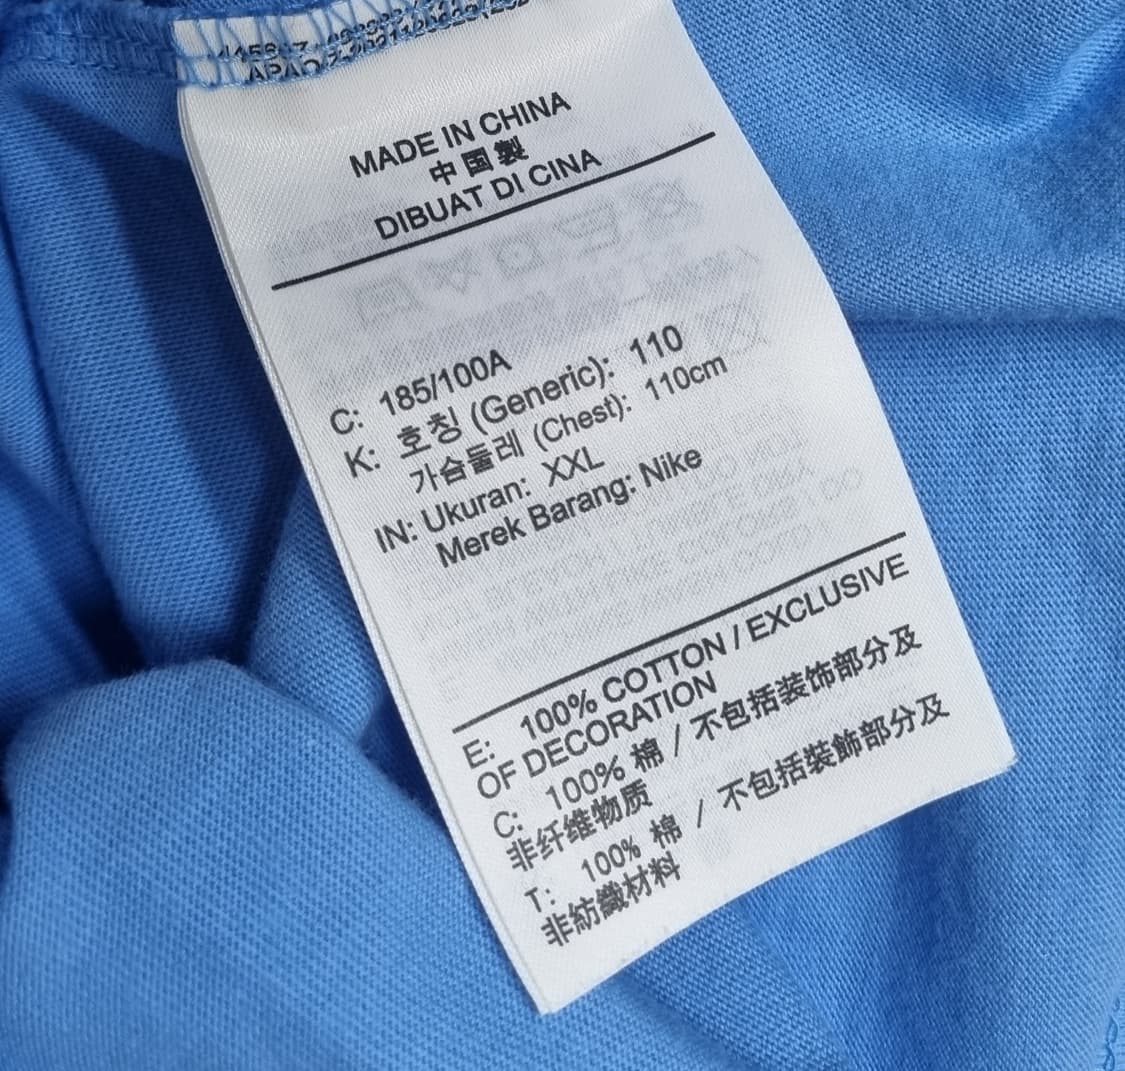 MADE IN CHINA
中国製
DIBUAT DI CINA
C: 185/100A
K: 호칭 (Generic): 110
가슴둘레 (Chest): 110cm
IN: Ukuran: XXL
Merek Barang: Nike
E: 100% COTTON / EXCLUSIVE
OF DECORATION
C: 100% 棉 / 不包括装饰部分及
非纤维物质
T: 100% 棉 / 不包括裝飾部分及
非紡織材料